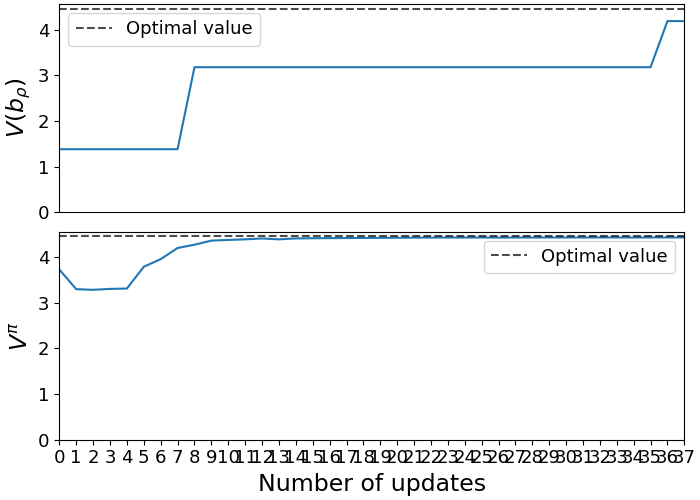 V(b_ρ)
4
3
2
1
0
Optimal value
V^π
4
3
2
1
0
Optimal value
0 1 2 3 4 5 6 7 8 9 10 11 12 13 14 15 16 17 18 19 20 21 22 23 24 25 26 27 28 29 30 31 32 33 34 35 36 37
Number of updates